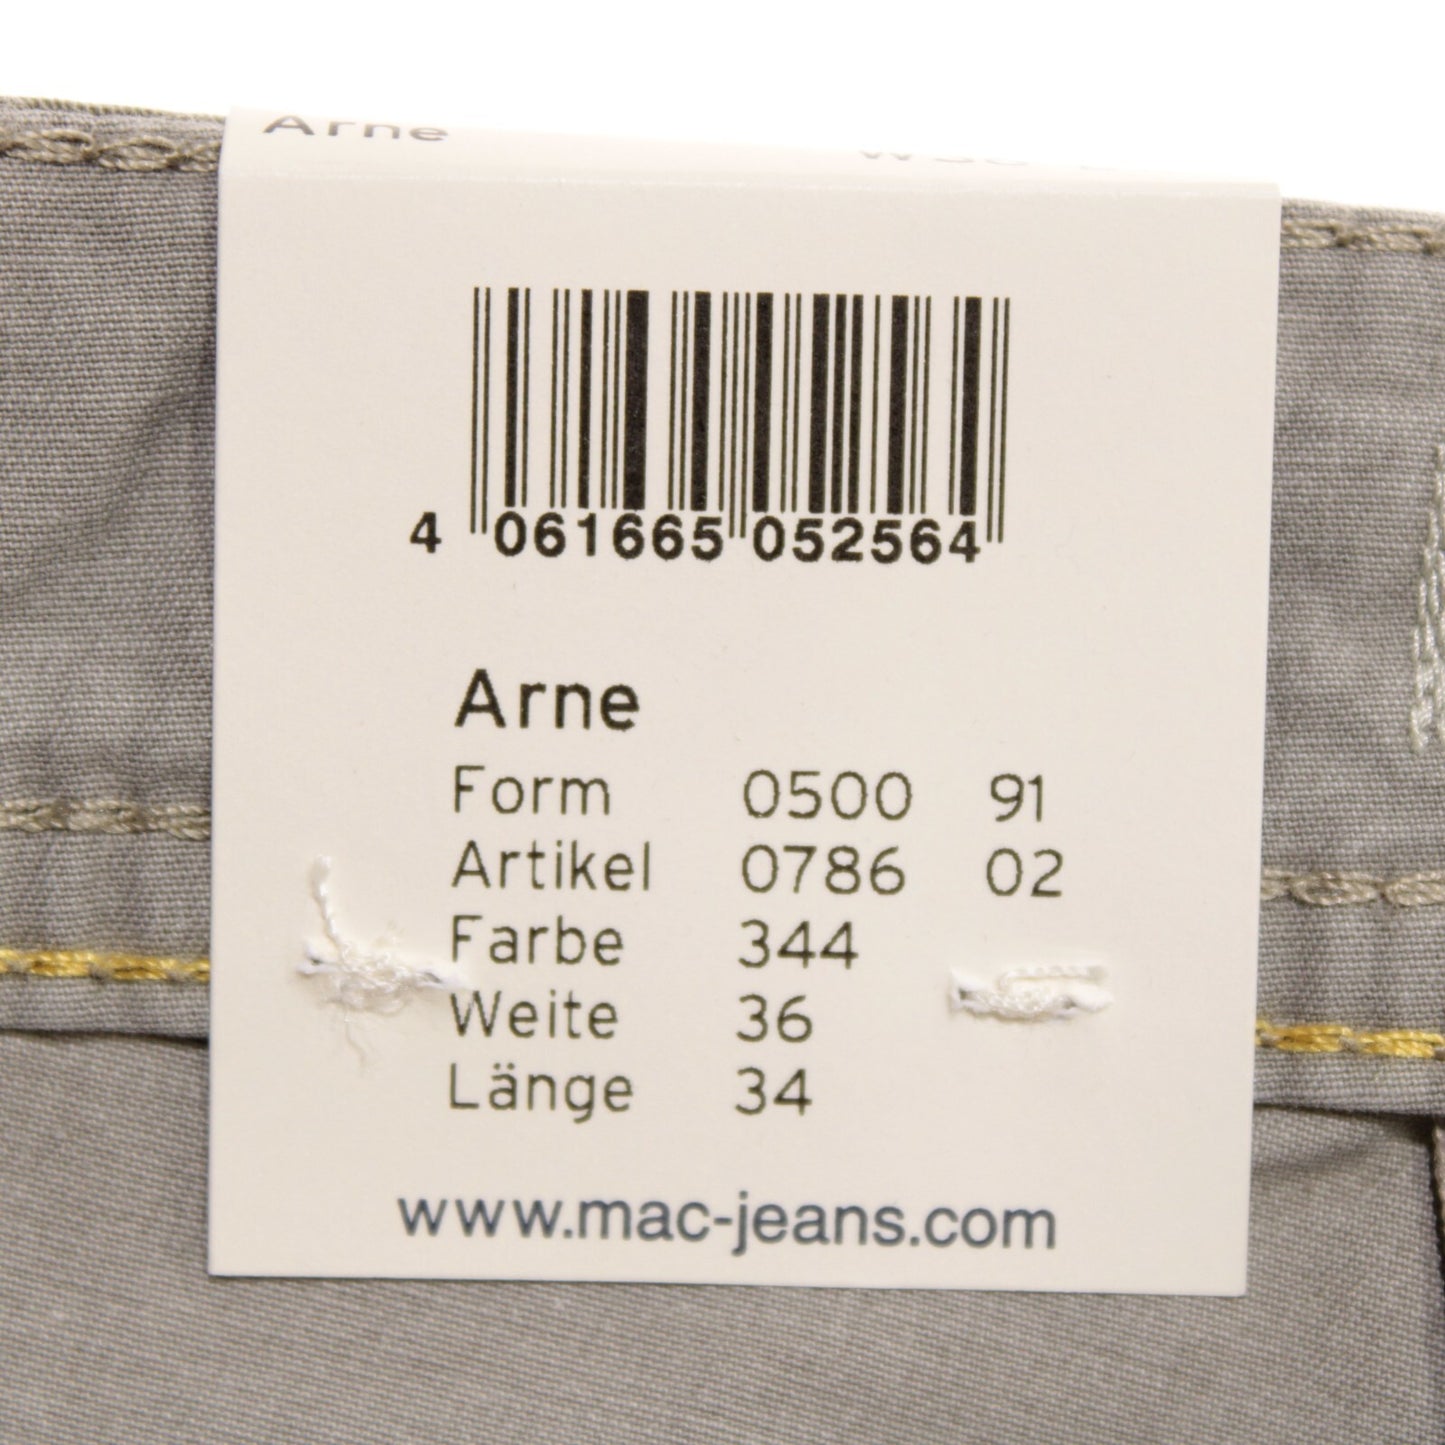 Arne
4 061665 052564
Arne
Form 0500 91
Artikel 0786 02
Farbe 344
Weite 36
Länge 34
www.mac-jeans.com